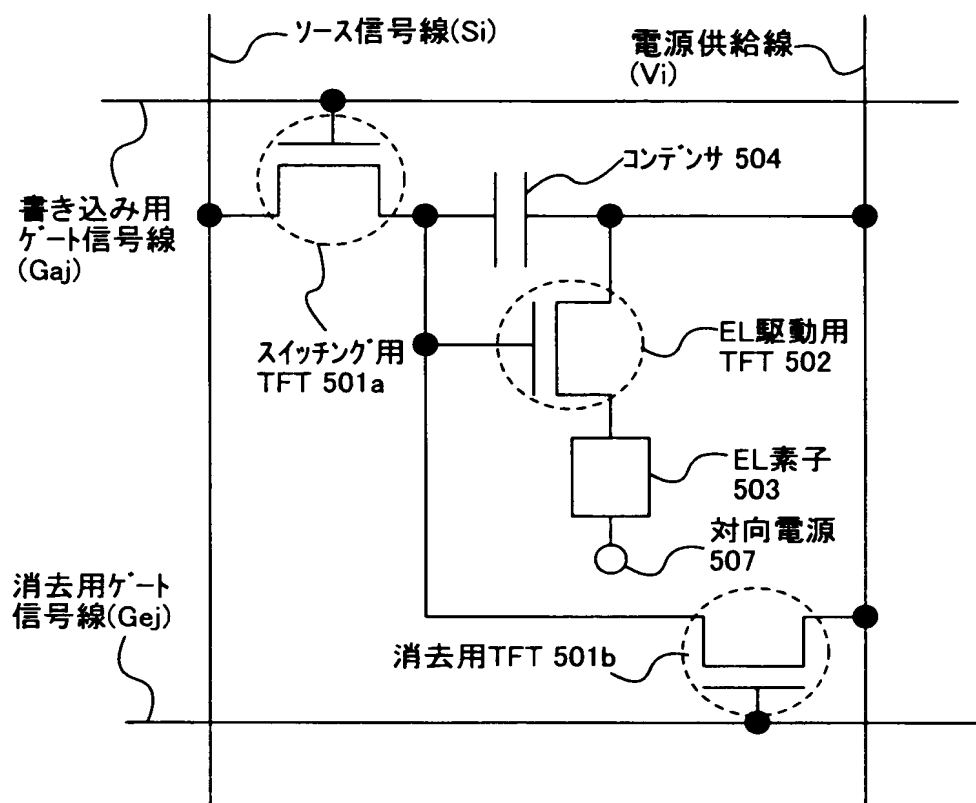 ソース信号線(Si)
電源供給線
(Vi)
コンデンサ 504
書き込み用
ゲート信号線
(Gaj)
スイッチング用
TFT 501a
EL駆動用
TFT 502
EL素子
503
対向電源
507
消去用ゲート
信号線(Gej)
消去用TFT 501b